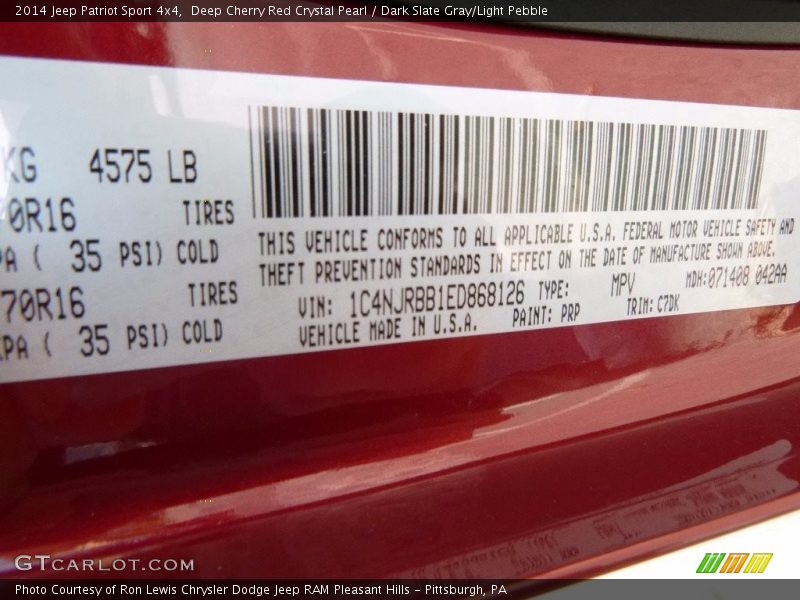 2014 Jeep Patriot Sport 4x4,  Deep Cherry Red Crystal Pearl / Dark Slate Gray/Light Pebble
KG 4575 LB
70R16 TIRES
PA ( 35 PSI) COLD
70R16 TIRES
KPA ( 35 PSI) COLD
THIS VEHICLE CONFORMS TO ALL APPLICABLE U.S.A. FEDERAL MOTOR VEHICLE SAFETY AND
THEFT PREVENTION STANDARDS IN EFFECT ON THE DATE OF MANUFACTURE SHOWN ABOVE.
VIN: 1C4NJRBB1ED868126 TYPE: MPV MDH:071408 042AA
VEHICLE MADE IN U.S.A. PAINT: PRP TRIM: C7DK
GTCARLOT.COM
Photo Courtesy of Ron Lewis Chrysler Dodge Jeep RAM Pleasant Hills - Pittsburgh, PA